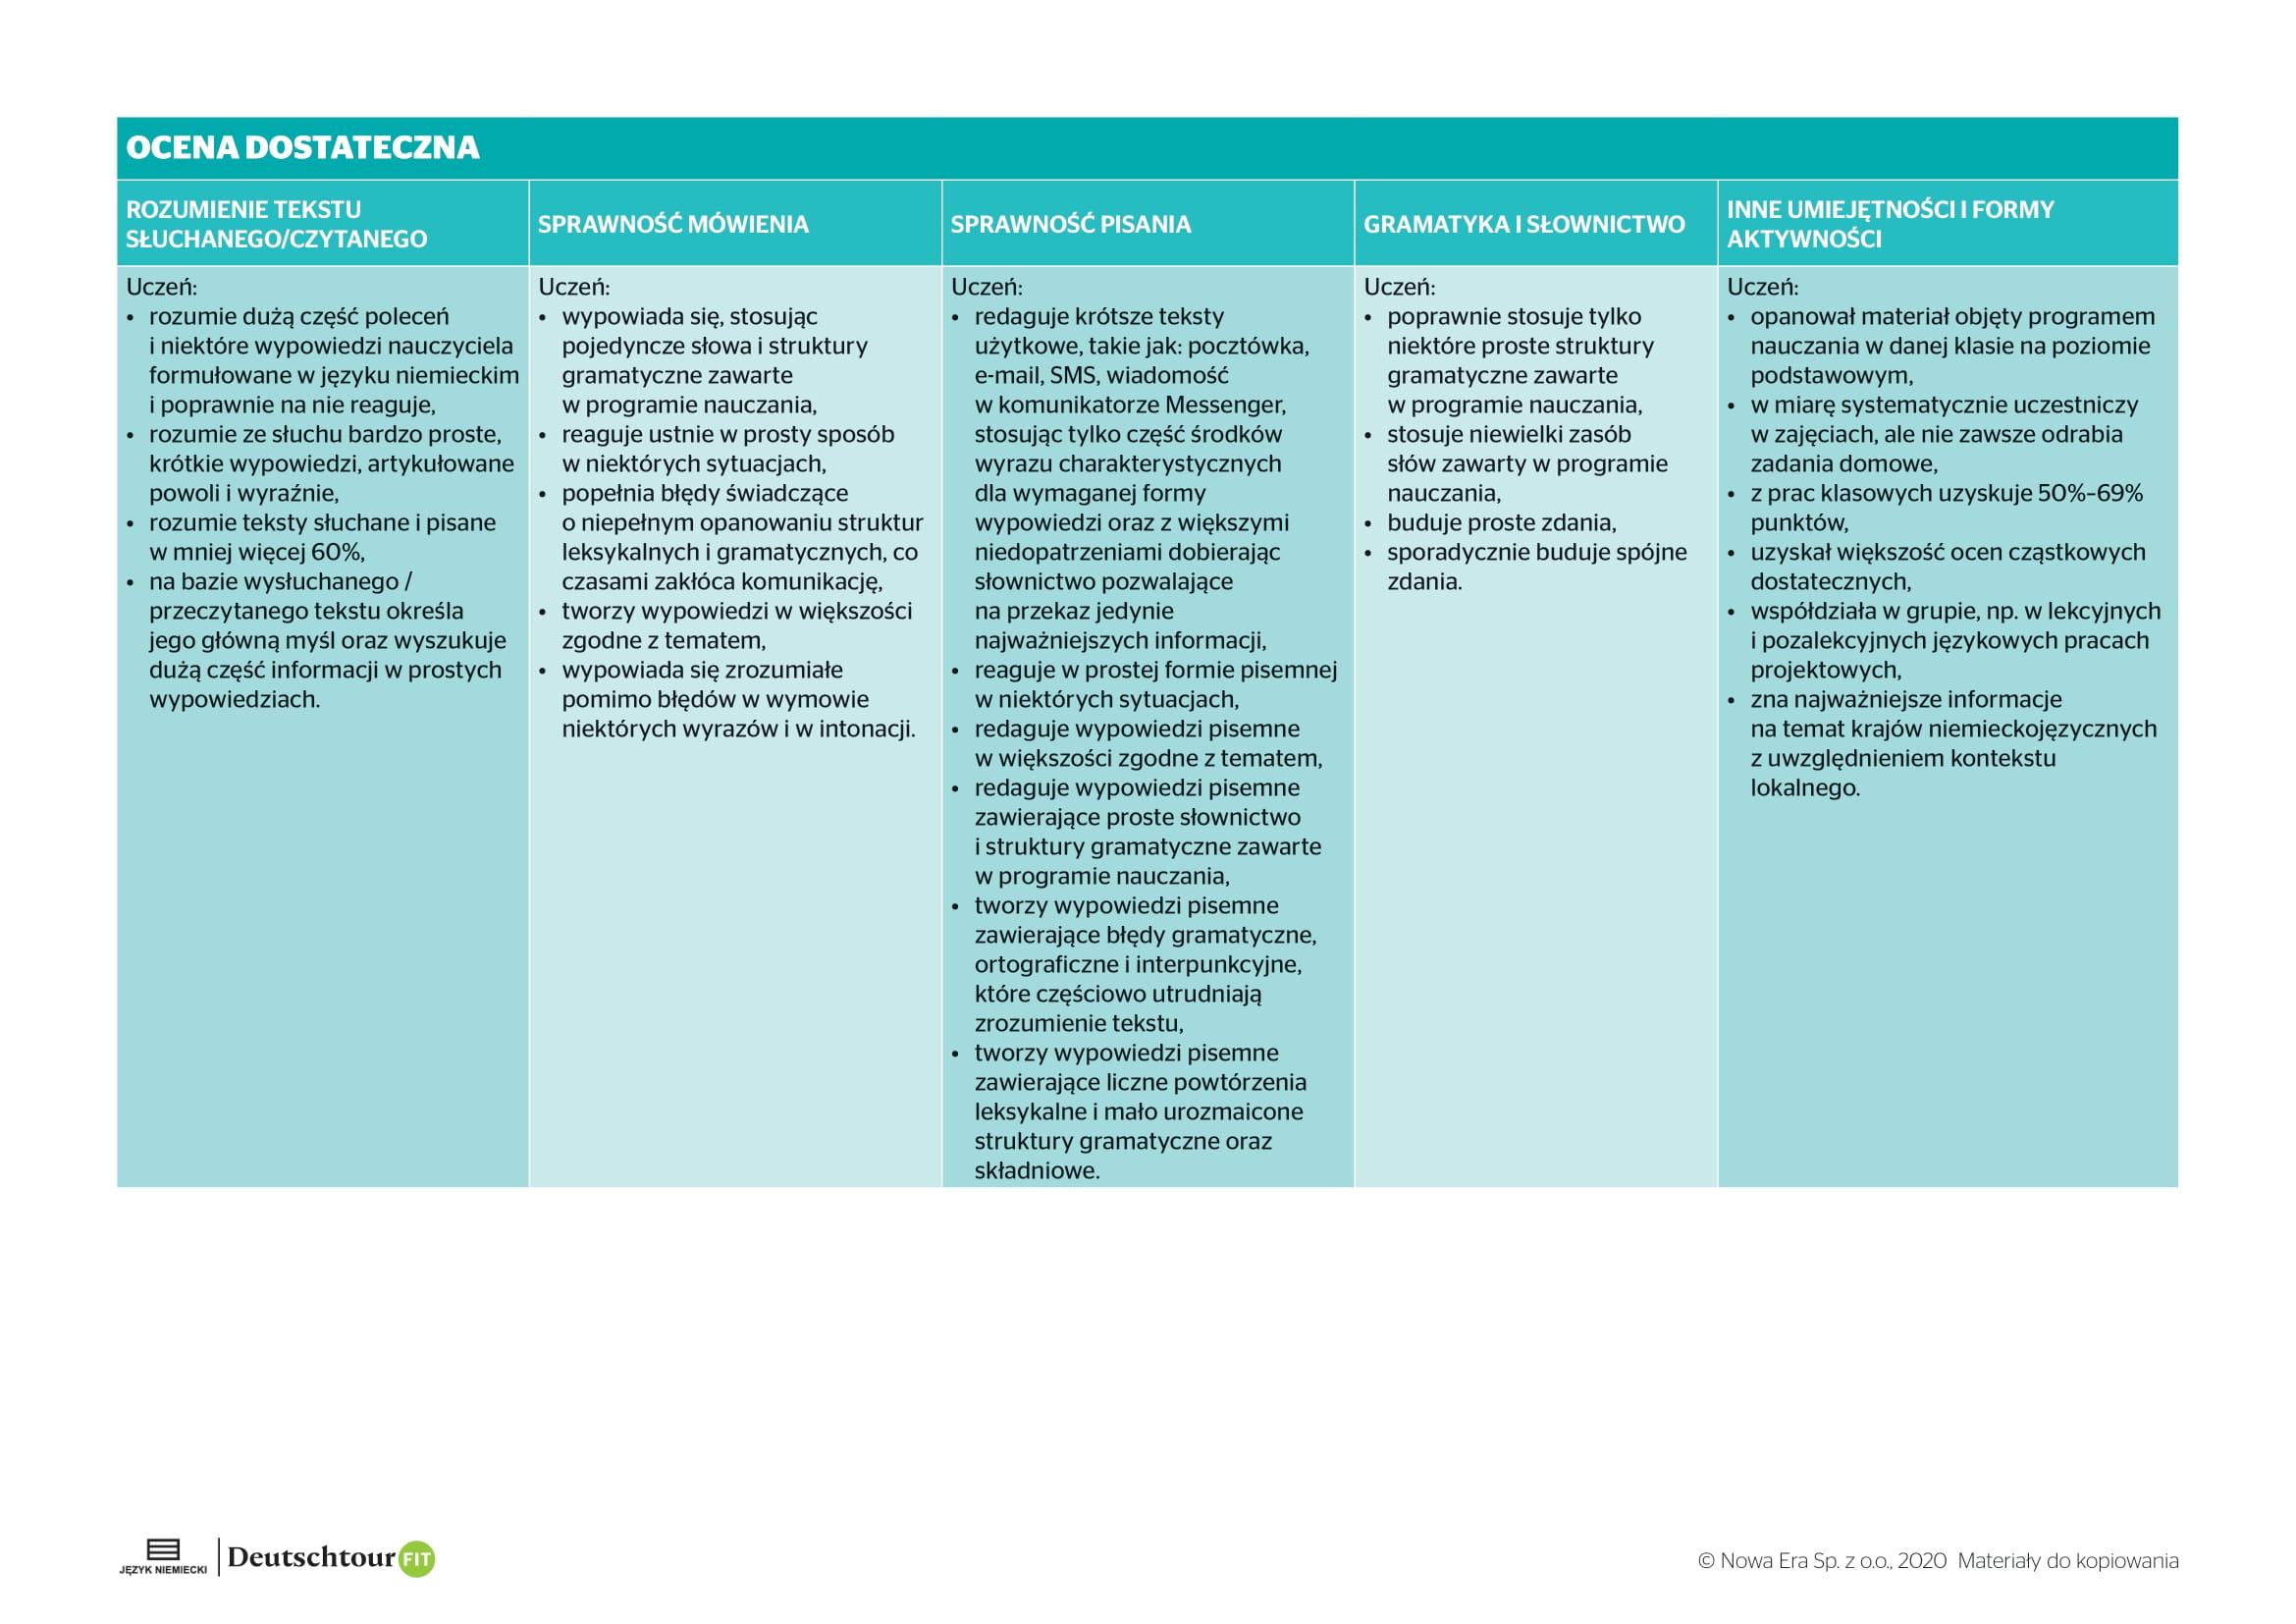 OCENA DOSTATECZNA
ROZUMIENIE TEKSTU
SŁUCHANEGO/CZYTANEGO
SPRAWNOŚĆ MÓWIENIA
SPRAWNOŚĆ PISANIA
GRAMATYKA I SŁOWNICTWO
INNE UMIEJĘTNOŚCI I FORMY
AKTYWNOŚCI
Uczeń:
• rozumie dużą część poleceń
i niektóre wypowiedzi nauczyciela
formułowane w języku niemieckim
i poprawnie na nie reaguje,
• rozumie ze słuchu bardzo proste,
krótkie wypowiedzi, artykułowane
powoli i wyraźnie,
• rozumie teksty słuchane i pisane
w mniej więcej 60%,
• na bazie wysłuchanego /
przeczytanego tekstu określa
jego główną myśl oraz wyszukuje
dużą część informacji w prostych
wypowiedziach.
Uczeń:
• wypowiada się, stosując
pojedyncze słowa i struktury
gramatyczne zawarte
w programie nauczania,
• reaguje ustnie w prosty sposób
w niektórych sytuacjach,
• popełnia błędy świadczące
o niepełnym opanowaniu struktur
leksykalnych i gramatycznych, co
czasami zakłóca komunikację,
• tworzy wypowiedzi w większości
zgodne z tematem,
• wypowiada się zrozumiałe
pomimo błędów w wymowie
niektórych wyrazów i w intonacji.
Uczeń:
• redaguje krótsze teksty
użytkowe, takie jak: pocztówka,
e-mail, SMS, wiadomość
w komunikatorze Messenger,
stosując tylko część środków
wyrazu charakterystycznych
dla wymaganej formy
wypowiedzi oraz z większymi
niedopatrzeniami dobierając
słownictwo pozwalające
na przekaz jedynie
najważniejszych informacji,
• reaguje w prostej formie pisemnej
w niektórych sytuacjach,
• redaguje wypowiedzi pisemne
w większości zgodne z tematem,
• redaguje wypowiedzi pisemne
zawierające proste słownictwo
i struktury gramatyczne zawarte
w programie nauczania,
• tworzy wypowiedzi pisemne
zawierające błędy gramatyczne,
ortograficzne i interpunkcyjne,
które częściowo utrudniają
zrozumienie tekstu,
• tworzy wypowiedzi pisemne
zawierające liczne powtórzenia
leksykalne i mało urozmaicone
struktury gramatyczne oraz
składniowe.
Uczeń:
• poprawnie stosuje tylko
niektóre proste struktury
gramatyczne zawarte
w programie nauczania,
• stosuje niewielki zasób
słów zawarty w programie
nauczania,
• buduje proste zdania,
• sporadycznie buduje spójne
zdania.
Uczeń:
• opanował materiał objęty programem
nauczania w danej klasie na poziomie
podstawowym,
• w miarę systematycznie uczestniczy
w zajęciach, ale nie zawsze odrabia
zadania domowe,
• z prac klasowych uzyskuje 50%–69%
punktów,
• uzyskał większość ocen cząstkowych
dostatecznych,
• współdziała w grupie, np. w lekcyjnych
i pozalekcyjnych językowych pracach
projektowych,
• zna najważniejsze informacje
na temat krajów niemieckojęzycznych
z uwzględnieniem kontekstu
lokalnego.
JĘZYK NIEMIECKI
Deutschtour FIT
© Nowa Era Sp. z o.o., 2020 Materiały do kopiowania